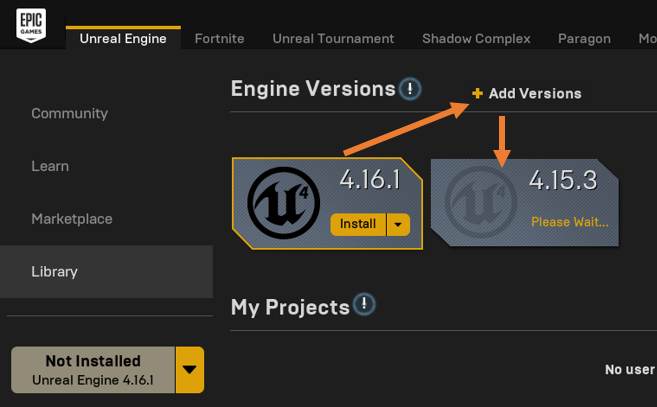 EPIC
GAMES
Unreal Engine
Fortnite
Unreal Tournament
Shadow Complex
Paragon
Mo
Community
Learn
Marketplace
Library
Not Installed
Unreal Engine 4.16.1
Engine Versions
!
+ Add Versions
4.16.1
Install
4.15.3
Please Wait...
My Projects
!
No user